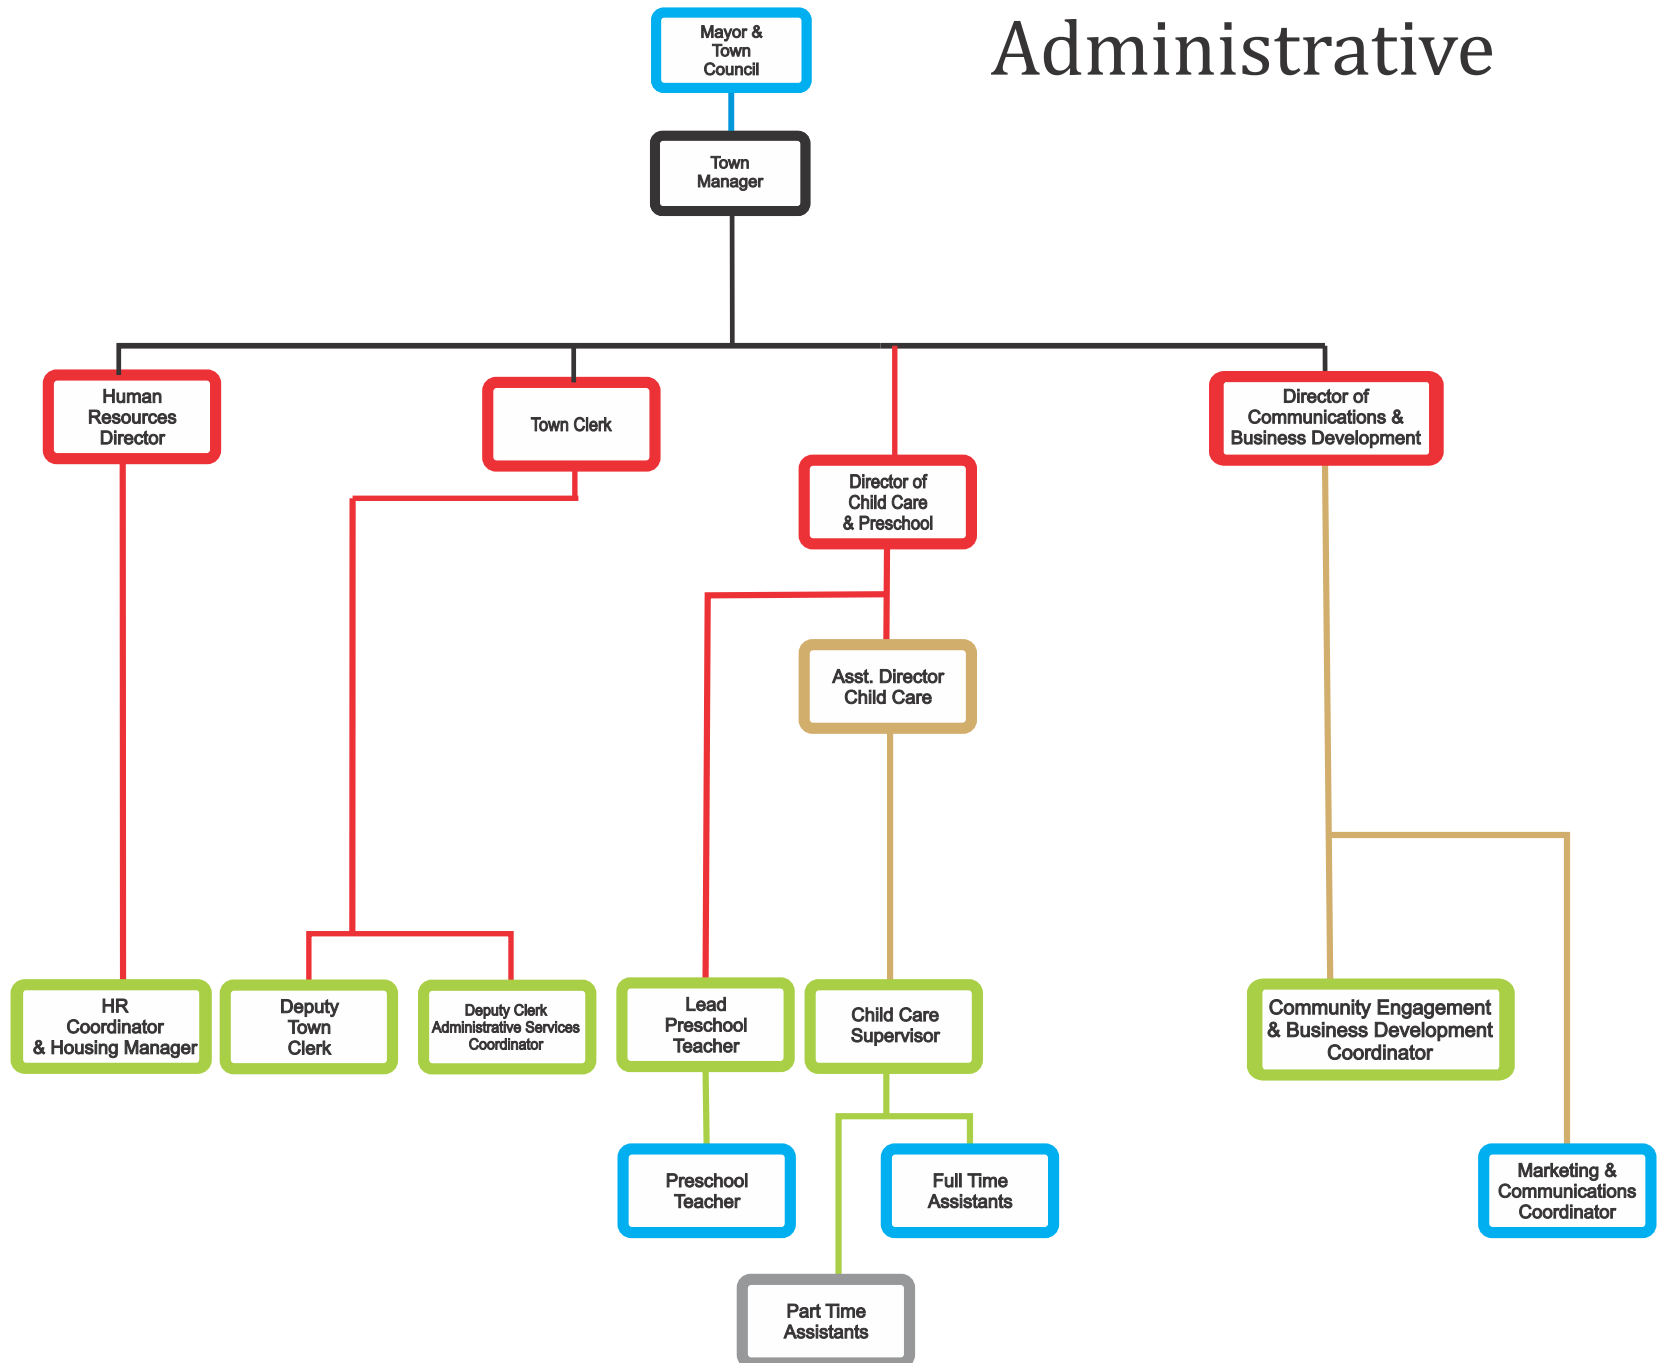 Administrative
Mayor &
Town
Council
Town
Manager
Human
Resources
Director
Town Clerk
Director of
Child Care
& Preschool
Director of
Communications &
Business Development
Asst. Director
Child Care
HR
Coordinator
& Housing Manager
Deputy
Town
Clerk
Deputy Clerk
Administrative Services
Coordinator
Lead
Preschool
Teacher
Child Care
Supervisor
Community Engagement
& Business Development
Coordinator
Preschool
Teacher
Full Time
Assistants
Marketing &
Communications
Coordinator
Part Time
Assistants